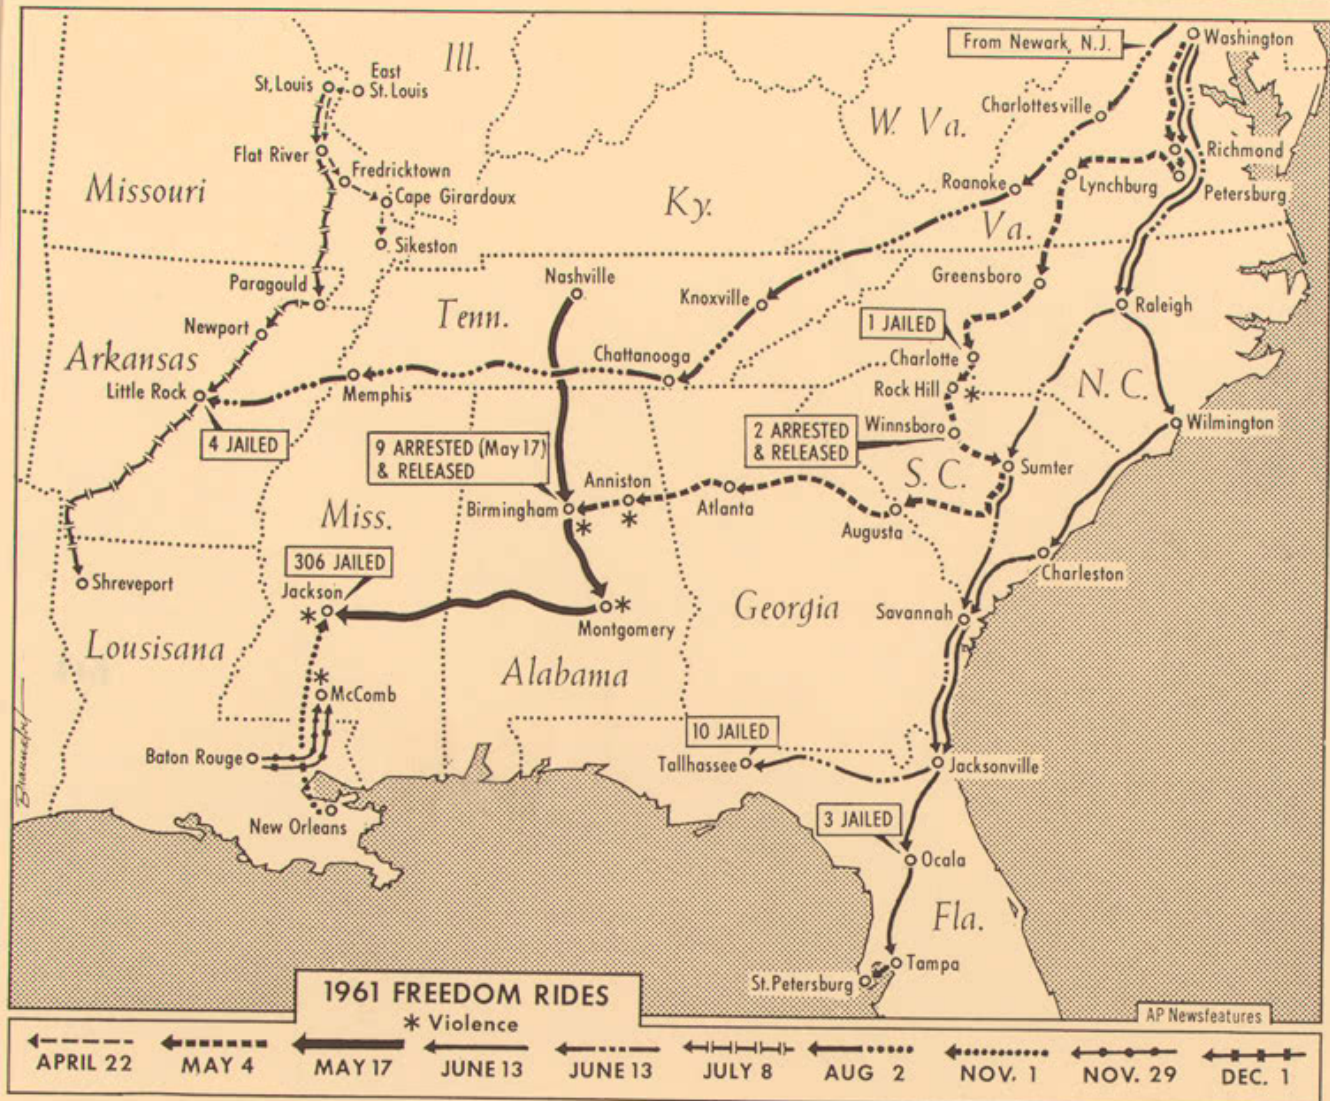 Ill.
From Newark, N.J.
Washington
St. Louis
East
St. Louis
Charlottesville
W. Va.
Flat River
Fredricktown
Richmond
Missouri
Cape Girardoux
Ky.
Roanoke
Lynchburg
Petersburg
Va.
Sikeston
Paragould
Nashville
Knoxville
Greensboro
Raleigh
Newport
Tenn.
1 JAILED
Arkansas
Chattanooga
Charlotte
Little Rock
Memphis
Rock Hill
*
N. C.
4 JAILED
9 ARRESTED (May 17)
& RELEASED
2 ARRESTED
& RELEASED
Winnsboro
Wilmington
S. C.
Sumter
Anniston
*
Miss.
Birmingham
*
Atlanta
Augusta
306 JAILED
Shreveport
Jackson
*
Montgomery
*
Georgia
Savannah
Charleston
Lousisana
Alabama
*
McComb
10 JAILED
Baton Rouge
Tallhassee
Jacksonville
New Orleans
3 JAILED
Ocala
Fla.
Tampa
St. Petersburg
1961 FREEDOM RIDES
* Violence
AP Newsfeatures
APRIL 22
MAY 4
MAY 17
JUNE 13
JUNE 13
JULY 8
AUG 2
NOV. 1
NOV. 29
DEC. 1